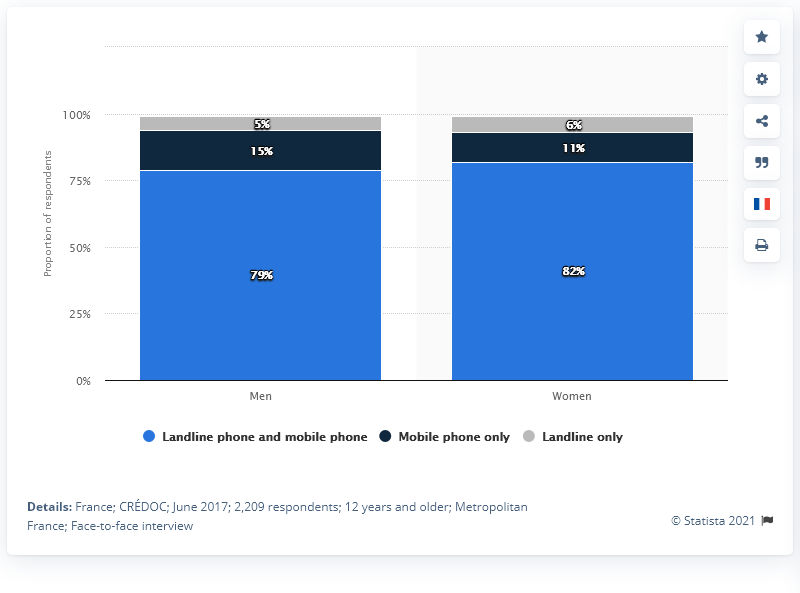 Proportion of respondents
100%
75%
50%
25%
0%
5%
15%
79%
6%
11%
82%
Men
Women
Landline phone and mobile phone
Mobile phone only
Landline only
Details: France; CRÉDOC; June 2017; 2,209 respondents; 12 years and older; Metropolitan
France; Face-to-face interview
© Statista 2021